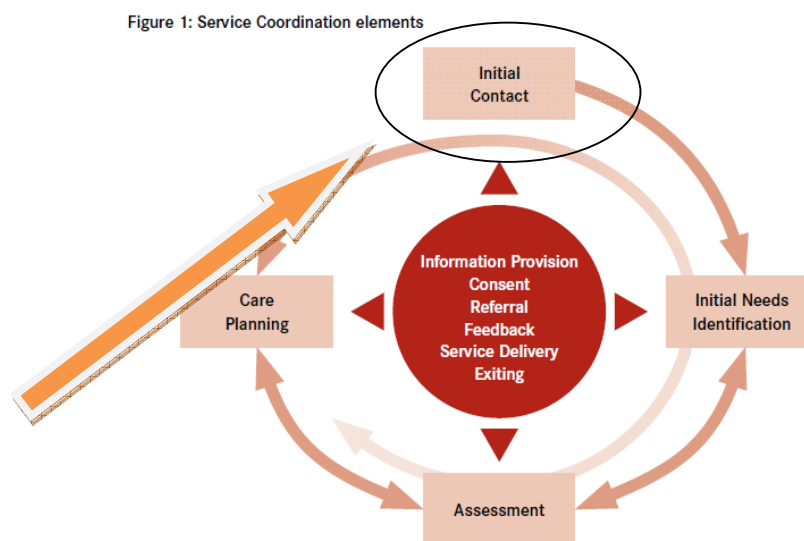 Figure 1: Service Coordination elements
Initial
Contact
Information Provision
Consent
Referral
Feedback
Service Delivery
Exiting
Care
Planning
Initial Needs
Identification
Assessment